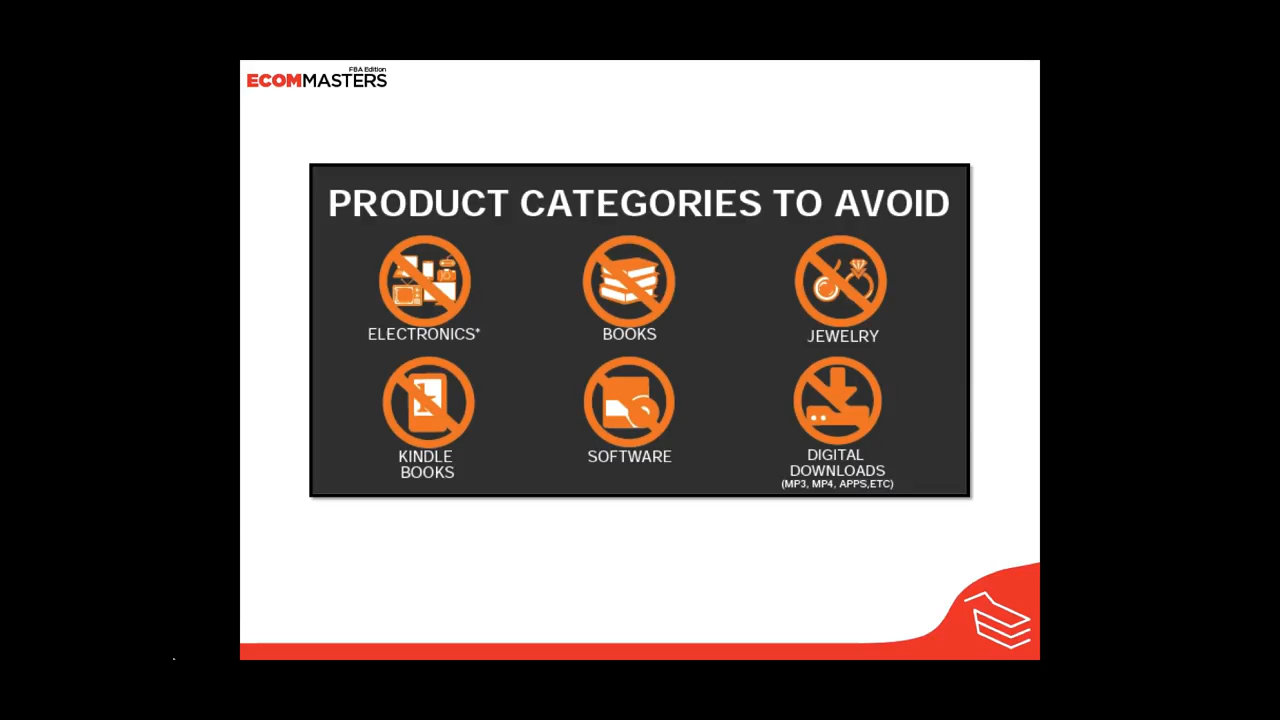 FBA Edition
ECOMMASTERS
PRODUCT CATEGORIES TO AVOID
ELECTRONICS*
BOOKS
JEWELRY
KINDLE
BOOKS
SOFTWARE
DIGITAL
DOWNLOADS
(MP3, MP4, APPS,ETC)